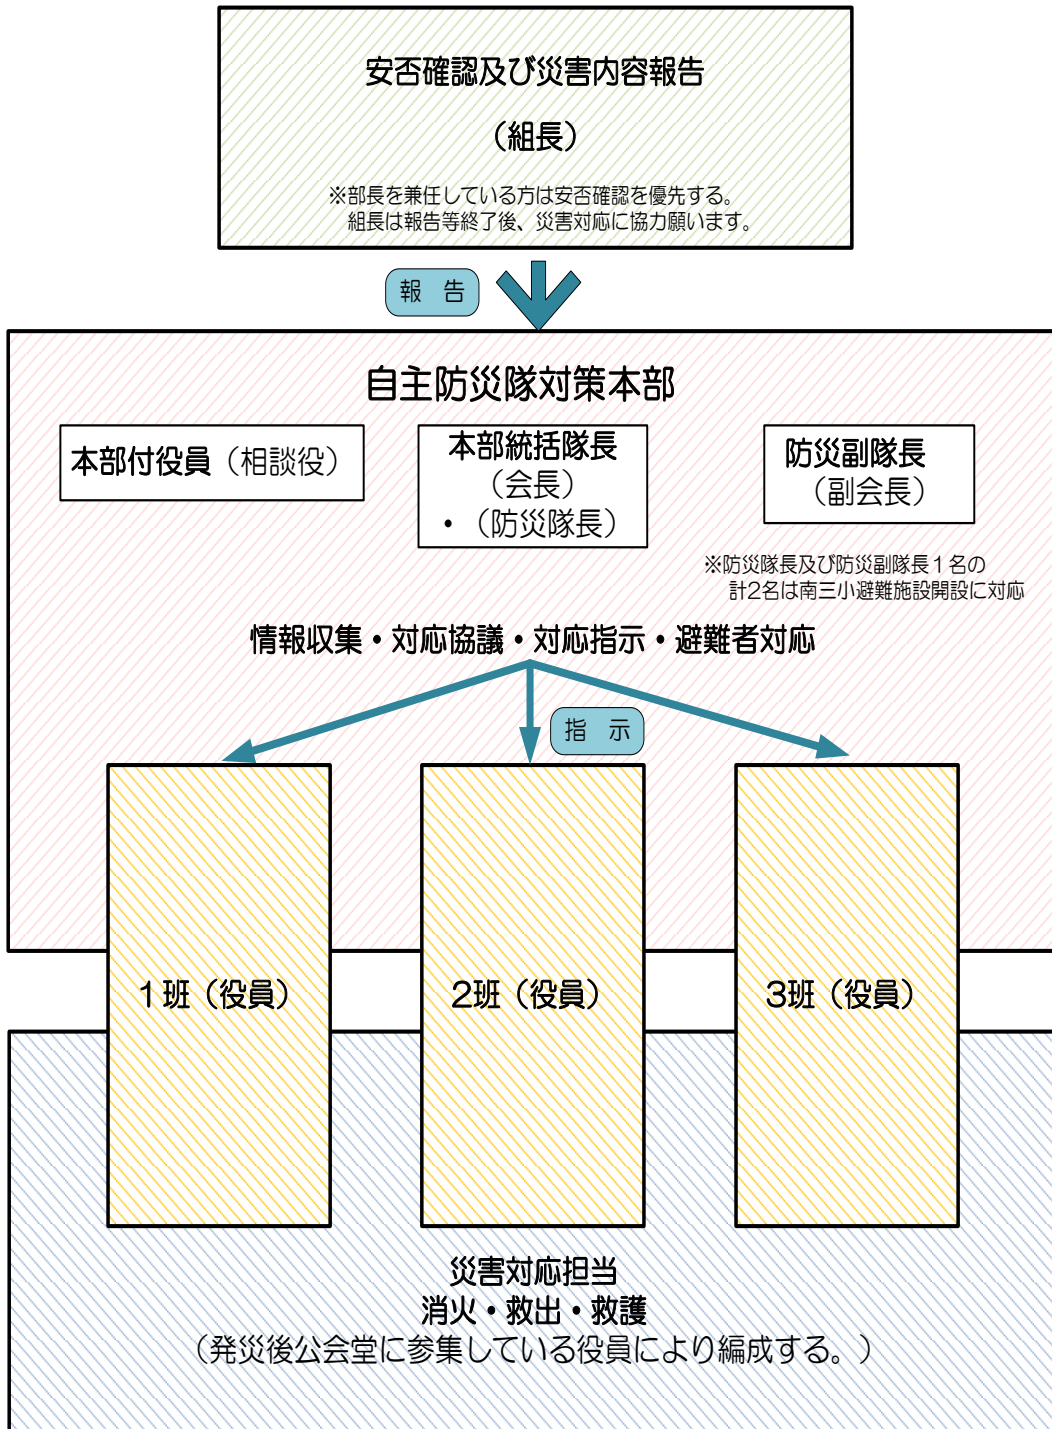 安否確認及び災害内容報告
（組長）
※部長を兼任している方は安否確認を優先する。
組長は報告等終了後、災害対応に協力願います。
報　告
自主防災隊対策本部
本部付役員（相談役）
本部統括隊長
（会長）
・（防災隊長）
防災副隊長
（副会長）
※防災隊長及び防災副隊長１名の
計2名は南三小避難施設開設に対応
情報収集・対応協議・対応指示・避難者対応
指　示
１班（役員）
2班（役員）
3班（役員）
災害対応担当
消火・救出・救護
（発災後公会堂に参集している役員により編成する。）